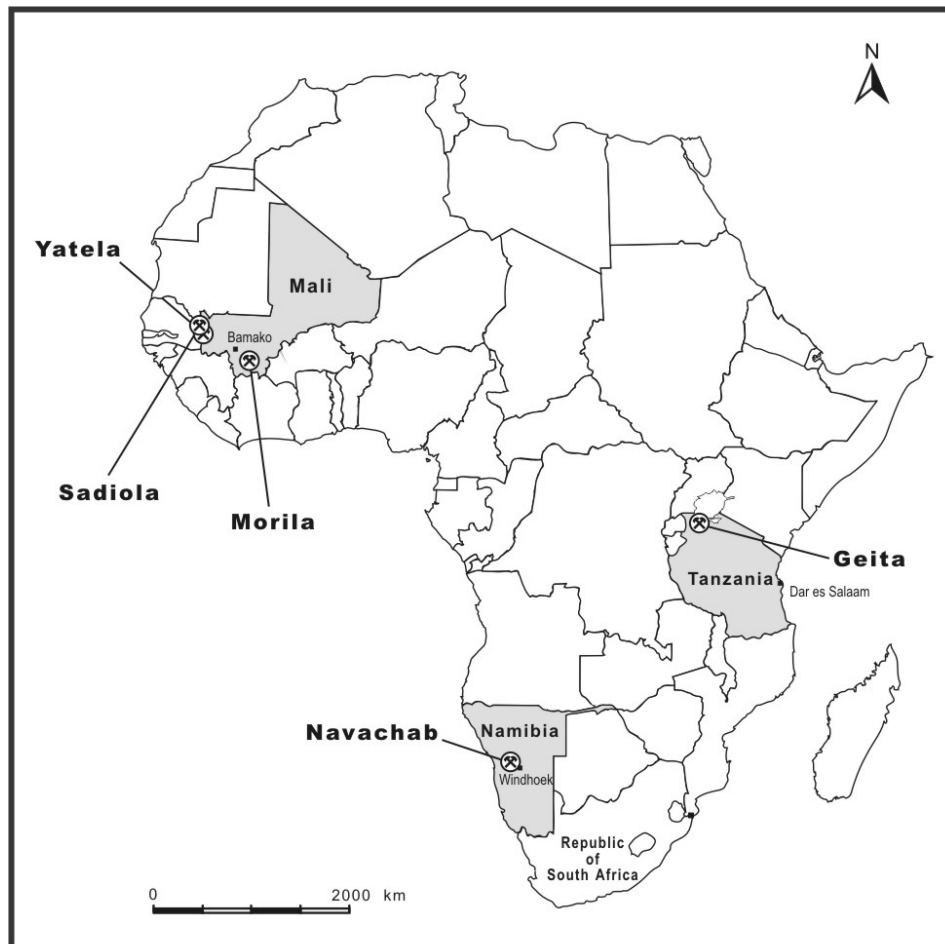 N
Yatela
Mali
Bamako
Sadiola
Morila
Geita
Tanzania
Dar es Salaam
Navachab
Namibia
Windhoek
Republic
of
South Africa
0 2000 km